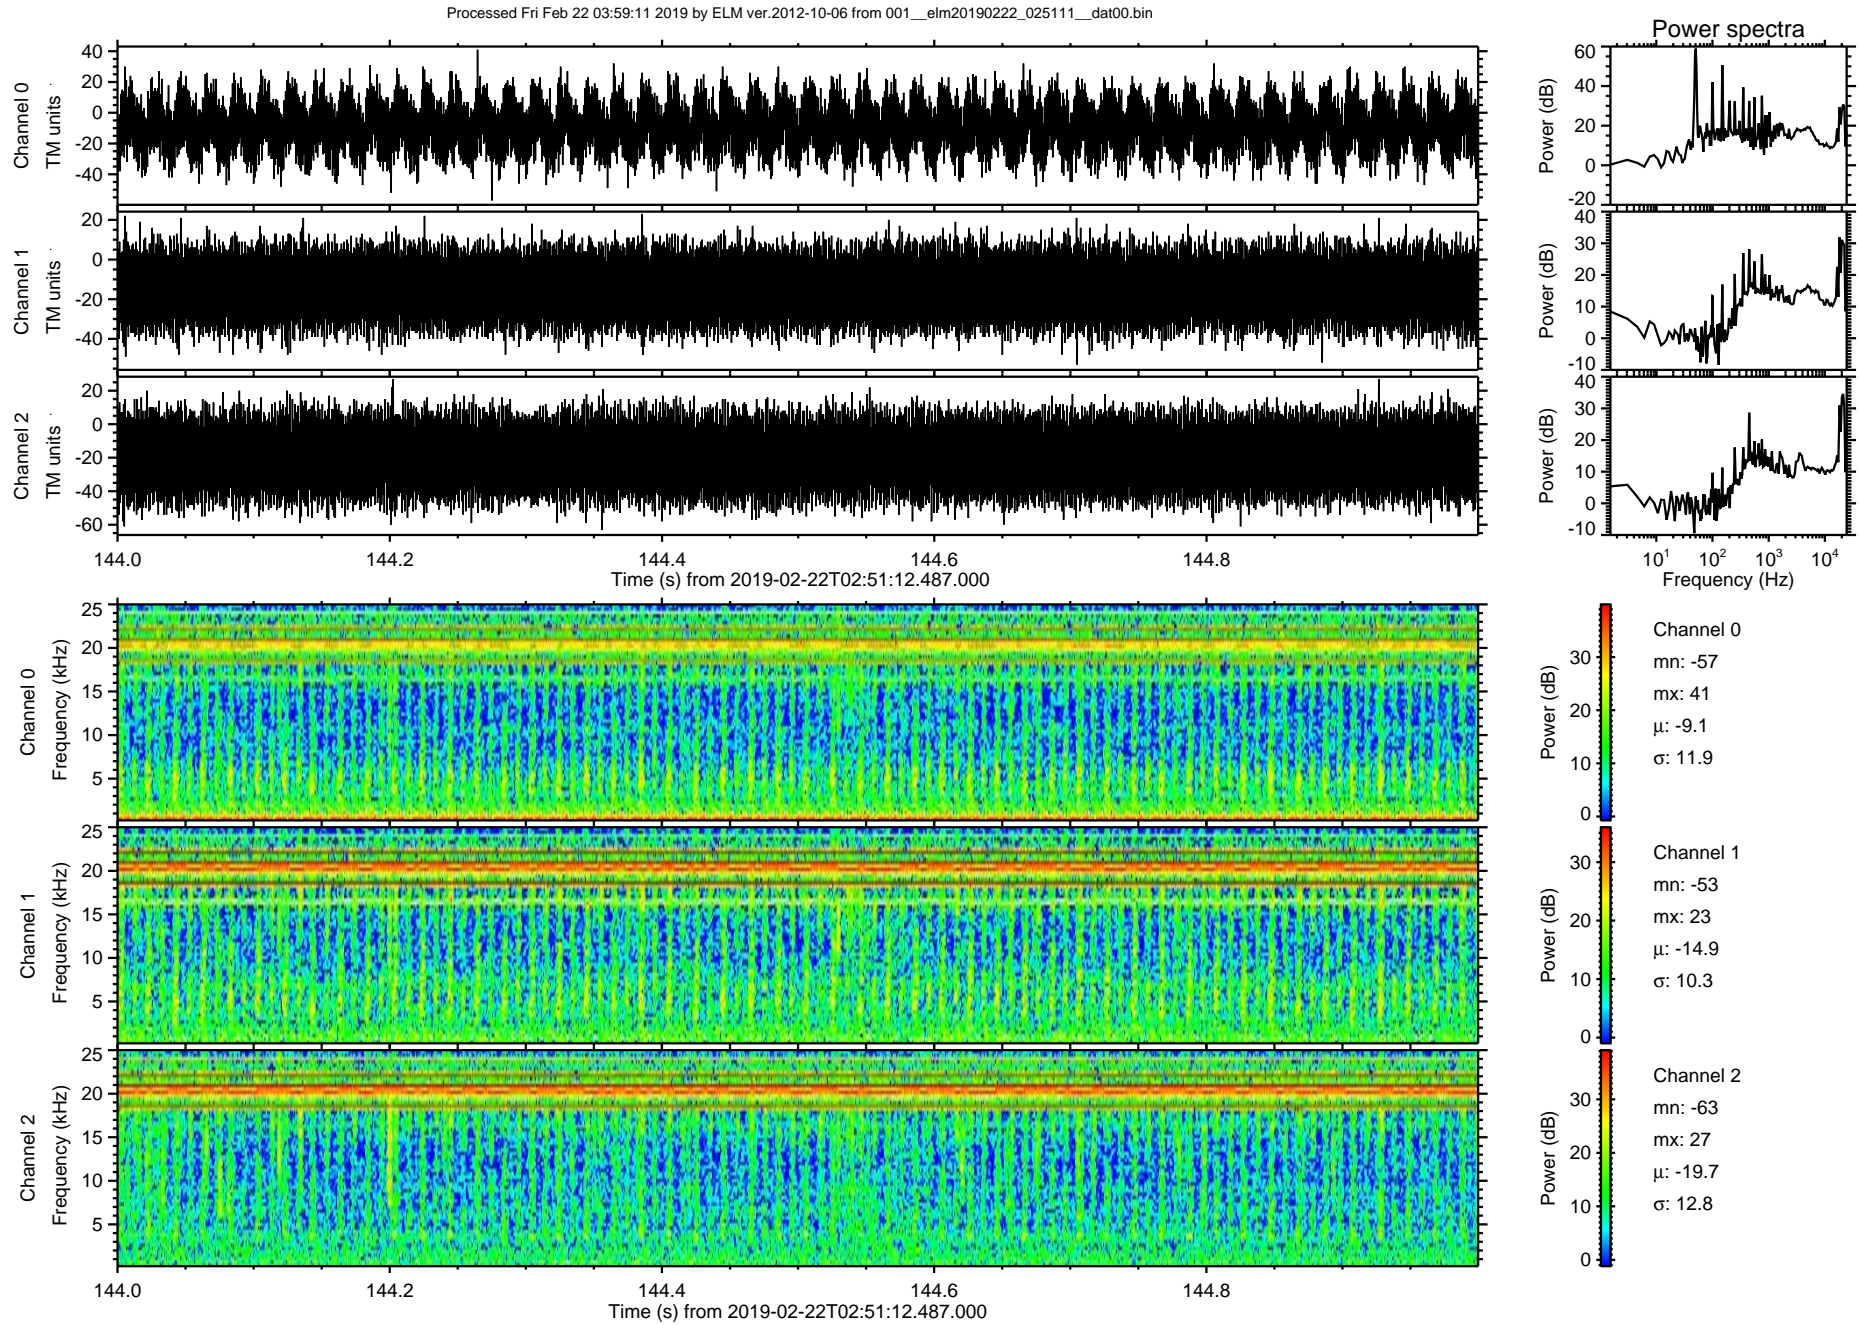 Processed Fri Feb 22 03:59:11 2019 by ELM ver.2012-10-06 from 001__elm20190222_025111__dat00.bin
Power spectra
Channel 0
TM units
40
20
0
-20
-40
Power (dB)
60
40
20
0
-20
Channel 1
TM units
20
0
-20
-40
Power (dB)
40
30
20
10
0
-10
Channel 2
TM units
20
0
-20
-40
-60
Power (dB)
40
30
20
10
0
-10
144.0
144.2
144.4
144.6
144.8
Time (s) from 2019-02-22T02:51:12.487.000
10^1
10^2
10^3
10^4
Frequency (Hz)
Channel 0
Frequency (kHz)
25
20
15
10
5
Power (dB)
30
20
10
0
Channel 0
mn: -57
mx: 41
μ: -9.1
σ: 11.9
Channel 1
Frequency (kHz)
25
20
15
10
5
Power (dB)
30
20
10
0
Channel 1
mn: -53
mx: 23
μ: -14.9
σ: 10.3
Channel 2
Frequency (kHz)
25
20
15
10
5
Power (dB)
30
20
10
0
Channel 2
mn: -63
mx: 27
μ: -19.7
σ: 12.8
144.0
144.2
144.4
144.6
144.8
Time (s) from 2019-02-22T02:51:12.487.000